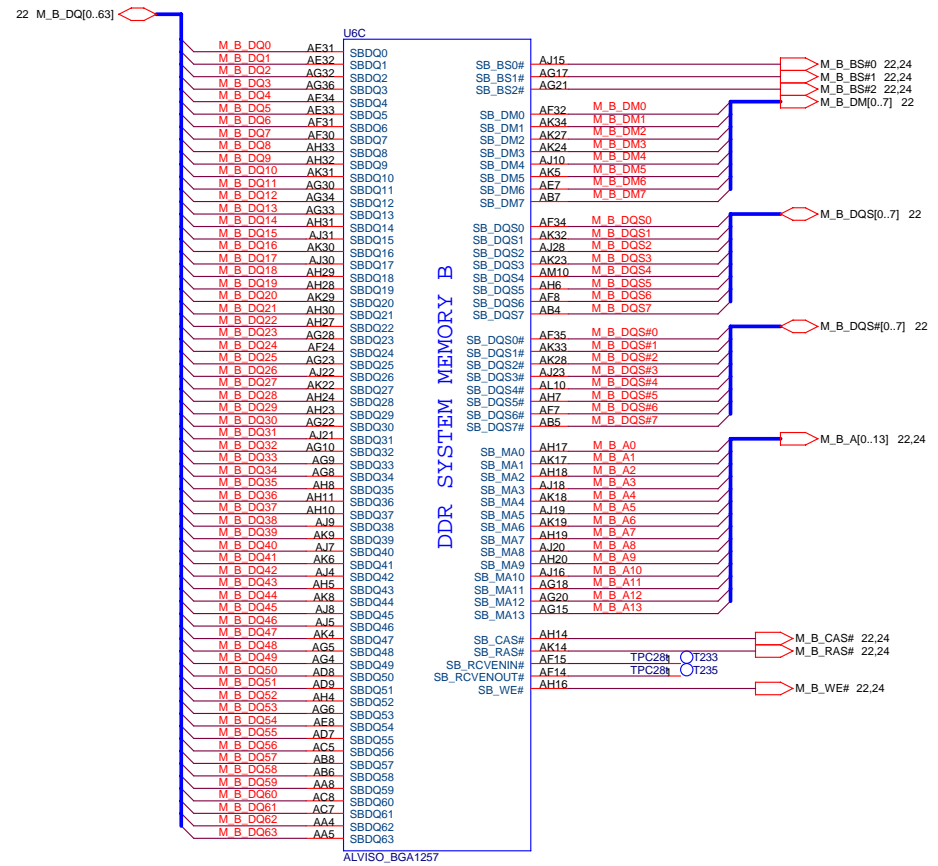 22 M_B_DQ[0..63]
U6C
M_B_DQ0 AE31 SBDQ0
M_B_DQ1 AE32 SBDQ1
M_B_DQ2 AG32 SBDQ2
M_B_DQ3 AG36 SBDQ3
M_B_DQ4 AE34 SBDQ4
M_B_DQ5 AE33 SBDQ5
M_B_DQ6 AF31 SBDQ6
M_B_DQ7 AF30 SBDQ7
M_B_DQ8 AH33 SBDQ8
M_B_DQ9 AH32 SBDQ9
M_B_DQ10 AK31 SBDQ10
M_B_DQ11 AG30 SBDQ11
M_B_DQ12 AG34 SBDQ12
M_B_DQ13 AG33 SBDQ13
M_B_DQ14 AH31 SBDQ14
M_B_DQ15 AJ31 SBDQ15
M_B_DQ16 AK30 SBDQ16
M_B_DQ17 AJ30 SBDQ17
M_B_DQ18 AH29 SBDQ18
M_B_DQ19 AH28 SBDQ19
M_B_DQ20 AK29 SBDQ20
M_B_DQ21 AH30 SBDQ21
M_B_DQ22 AH27 SBDQ22
M_B_DQ23 AG28 SBDQ23
M_B_DQ24 AF24 SBDQ24
M_B_DQ25 AG23 SBDQ25
M_B_DQ26 AJ22 SBDQ26
M_B_DQ27 AK22 SBDQ27
M_B_DQ28 AH24 SBDQ28
M_B_DQ29 AH23 SBDQ29
M_B_DQ30 AG22 SBDQ30
M_B_DQ31 AJ21 SBDQ31
M_B_DQ32 AG10 SBDQ32
M_B_DQ33 AG9 SBDQ33
M_B_DQ34 AG8 SBDQ34
M_B_DQ35 AH8 SBDQ35
M_B_DQ36 AH11 SBDQ36
M_B_DQ37 AH10 SBDQ37
M_B_DQ38 AJ9 SBDQ38
M_B_DQ39 AK9 SBDQ39
M_B_DQ40 AJ7 SBDQ40
M_B_DQ41 AK6 SBDQ41
M_B_DQ42 AJ4 SBDQ42
M_B_DQ43 AH5 SBDQ43
M_B_DQ44 AK8 SBDQ44
M_B_DQ45 AJ8 SBDQ45
M_B_DQ46 AJ5 SBDQ46
M_B_DQ47 AK4 SBDQ47
M_B_DQ48 AG5 SBDQ48
M_B_DQ49 AG4 SBDQ49
M_B_DQ50 AD8 SBDQ50
M_B_DQ51 AD9 SBDQ51
M_B_DQ52 AH4 SBDQ52
M_B_DQ53 AG6 SBDQ53
M_B_DQ54 AE8 SBDQ54
M_B_DQ55 AD7 SBDQ55
M_B_DQ56 AC5 SBDQ56
M_B_DQ57 AB8 SBDQ57
M_B_DQ58 AB6 SBDQ58
M_B_DQ59 AA8 SBDQ59
M_B_DQ60 AC8 SBDQ60
M_B_DQ61 AC7 SBDQ61
M_B_DQ62 AA4 SBDQ62
M_B_DQ63 AA5 SBDQ63
DDR SYSTEM MEMORY B
SB_BS0# AJ15 M_B_BS#0 22,24
SB_BS1# AG17 M_B_BS#1 22,24
SB_BS2# AG21 M_B_BS#2 22,24
M_B_DM[0..7] 22
SB_DM0 AF32 M_B_DM0
SB_DM1 AK34 M_B_DM1
SB_DM2 AK27 M_B_DM2
SB_DM3 AK24 M_B_DM3
SB_DM4 AJ10 M_B_DM4
SB_DM5 AK5 M_B_DM5
SB_DM6 AE7 M_B_DM6
SB_DM7 AB7 M_B_DM7
M_B_DQS[0..7] 22
SB_DQS0 AF34 M_B_DQS0
SB_DQS1 AK32 M_B_DQS1
SB_DQS2 AJ28 M_B_DQS2
SB_DQS3 AK23 M_B_DQS3
SB_DQS4 AM10 M_B_DQS4
SB_DQS5 AH6 M_B_DQS5
SB_DQS6 AF8 M_B_DQS6
SB_DQS7 AB4 M_B_DQS7
M_B_DQS#[0..7] 22
SB_DQS0# AF35 M_B_DQS#0
SB_DQS1# AK33 M_B_DQS#1
SB_DQS2# AK28 M_B_DQS#2
SB_DQS3# AJ23 M_B_DQS#3
SB_DQS4# AL10 M_B_DQS#4
SB_DQS5# AH7 M_B_DQS#5
SB_DQS6# AF7 M_B_DQS#6
SB_DQS7# AB5 M_B_DQS#7
M_B_A[0..13] 22,24
SB_MA0 AH17 M_B_A0
SB_MA1 AK17 M_B_A1
SB_MA2 AH18 M_B_A2
SB_MA3 AJ18 M_B_A3
SB_MA4 AK18 M_B_A4
SB_MA5 AJ19 M_B_A5
SB_MA6 AK19 M_B_A6
SB_MA7 AH19 M_B_A7
SB_MA8 AJ20 M_B_A8
SB_MA9 AH20 M_B_A9
SB_MA10 AJ16 M_B_A10
SB_MA11 AG18 M_B_A11
SB_MA12 AG20 M_B_A12
SB_MA13 AG15 M_B_A13
SB_CAS# AH14 M_B_CAS# 22,24
SB_RAS# AK14 M_B_RAS# 22,24
SB_RCVENIN# AF15 TPC28t T233
SB_RCVENOUT# AF14 TPC28t T235
SB_WE# AH16 M_B_WE# 22,24
ALVISO_BGA1257